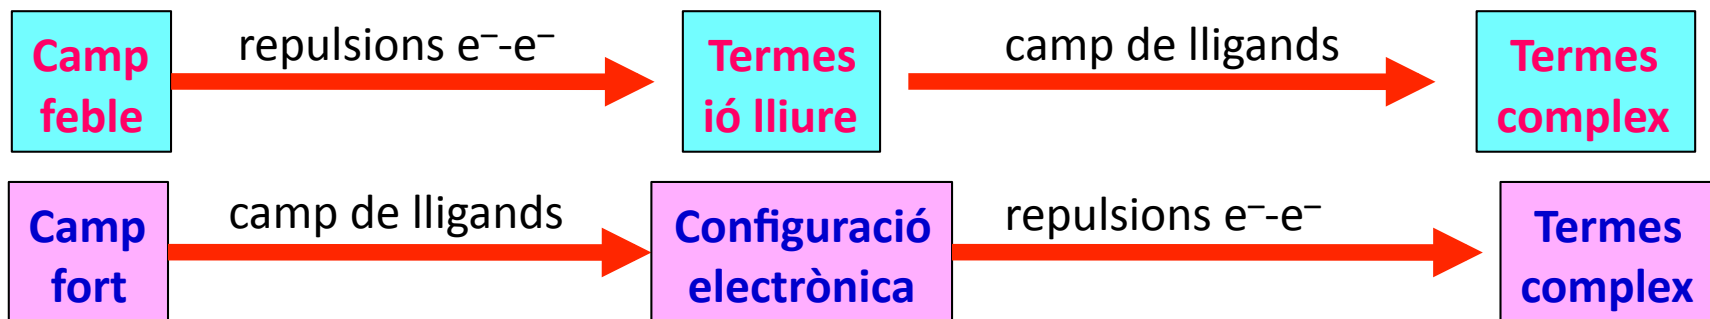 Camp
feble
repulsions e⁻-e⁻
Termes
ió lliure
camp de lligands
Termes
complex
Camp
fort
camp de lligands
Configuració
electrònica
repulsions e⁻-e⁻
Termes
complex